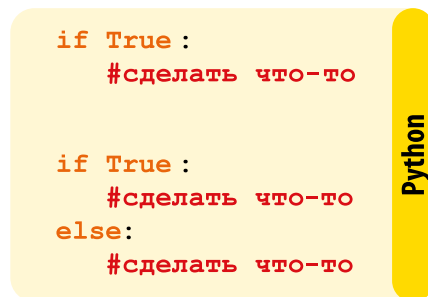 if True :
#сделать что-то
if True :
#сделать что-то
else:
#сделать что-то
Python